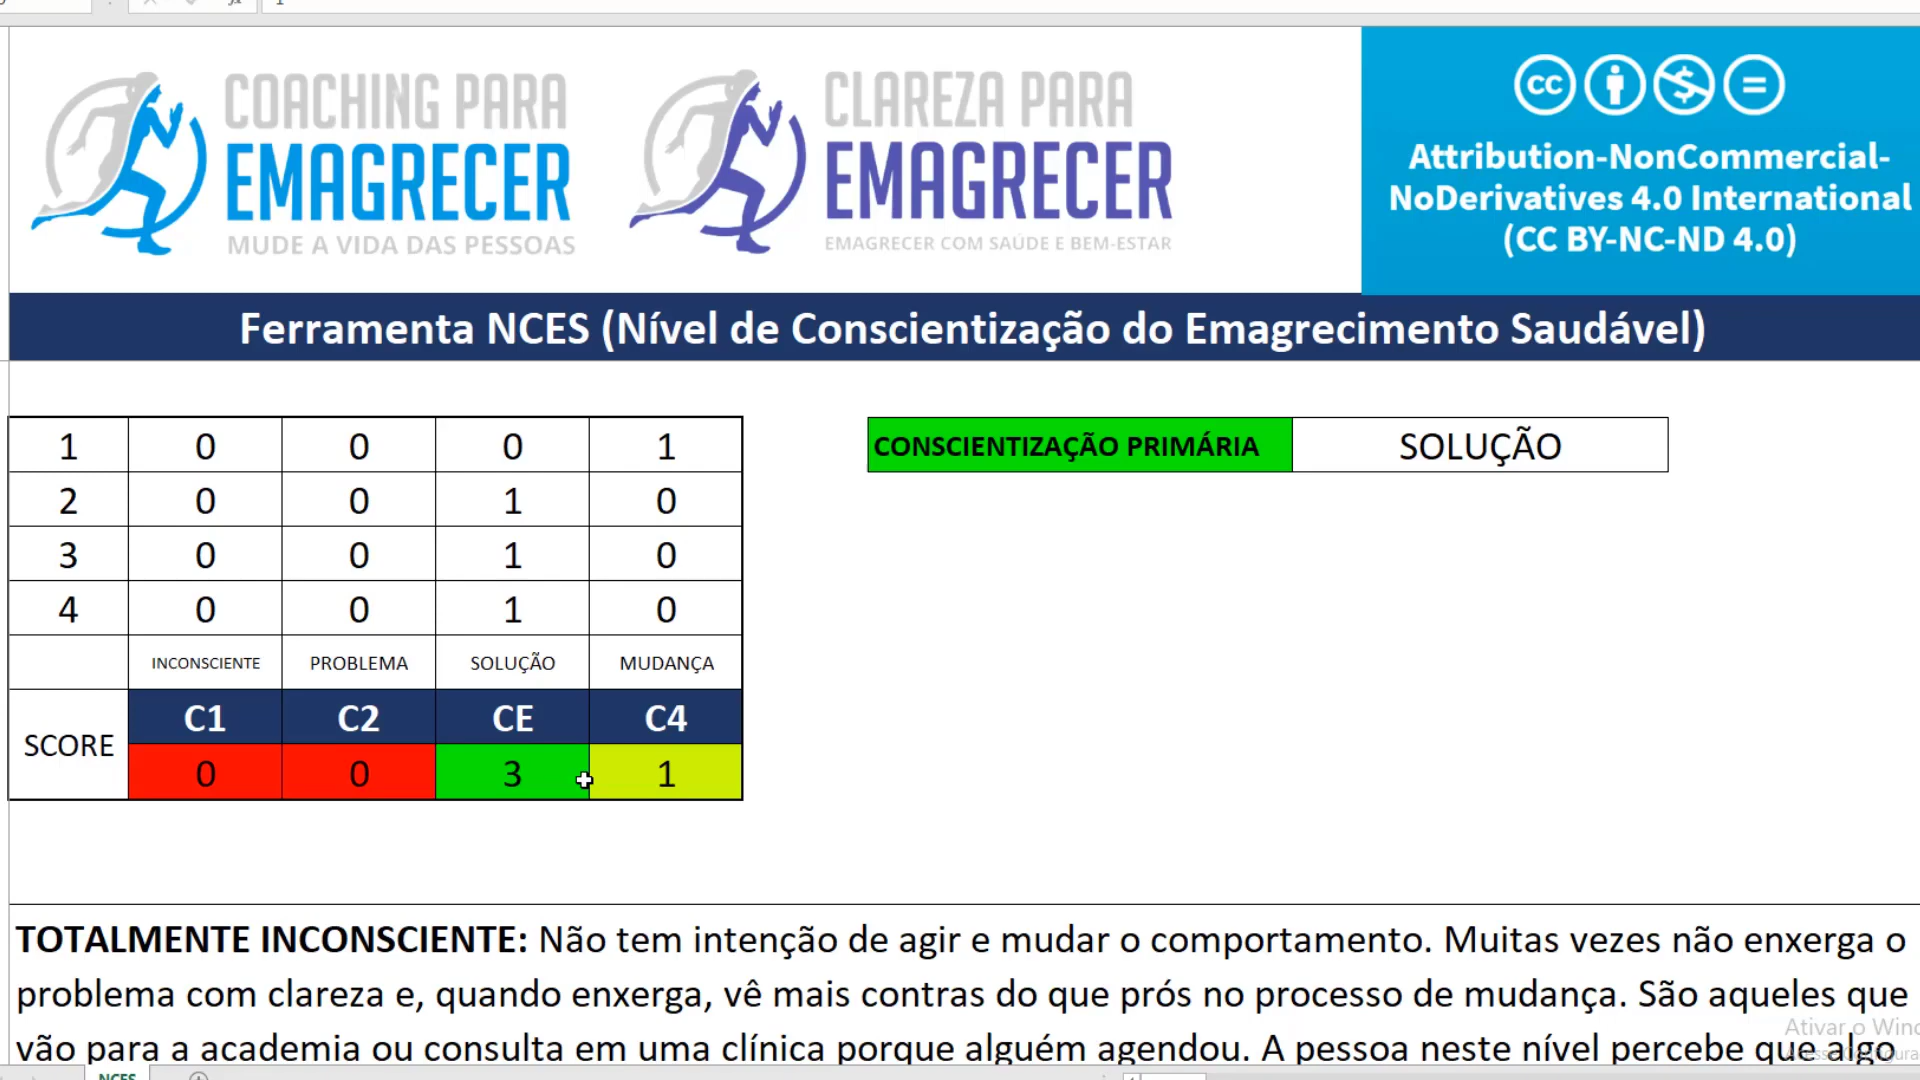 COACHING PARA
EMAGRECER
MUDE A VIDA DAS PESSOAS
CLAREZA PARA
EMAGRECER
EMAGRECER COM SAÚDE E BEM-ESTAR
cc
Attribution-NonCommercial-
NoDerivatives 4.0 International
(CC BY-NC-ND 4.0)
Ferramenta NCES (Nível de Conscientização do Emagrecimento Saudável)
1 0 0 0 1
2 0 0 1 0
3 0 0 1 0
4 0 0 1 0
INCONSCIENTE PROBLEMA SOLUÇÃO MUDANÇA
SCORE C1 C2 CE C4
0 0 3 1
CONSCIENTIZAÇÃO PRIMÁRIA SOLUÇÃO
TOTALMENTE INCONSCIENTE: Não tem intenção de agir e mudar o comportamento. Muitas vezes não enxerga o
problema com clareza e, quando enxerga, vê mais contras do que prós no processo de mudança. São aqueles que
vão para a academia ou consulta em uma clínica porque alguém agendou. A pessoa neste nível percebe que algo
Ativar o Wind
NCES